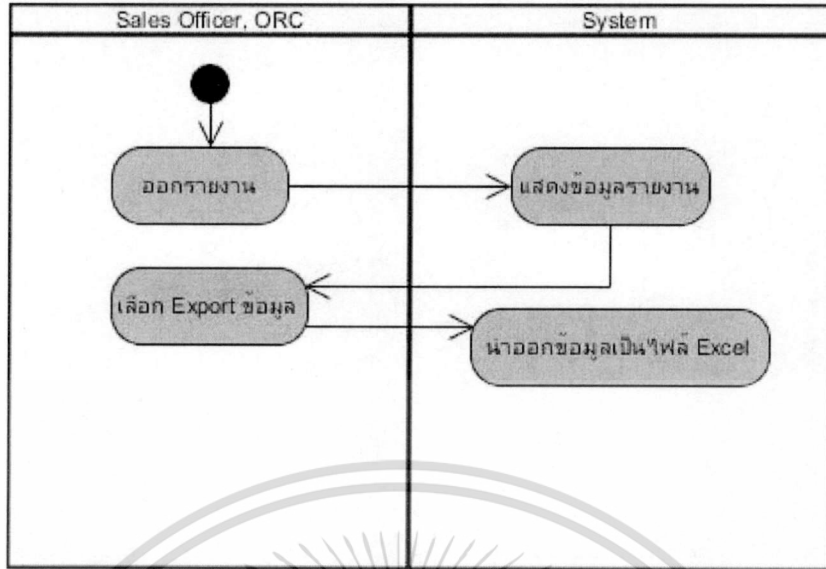 Sales Officer, ORC
System
ออกรายงาน
แสดงข้อมูลรายงาน
เลือก Export ข้อมูล
นำออกข้อมูลเป็นไฟล์ Excel